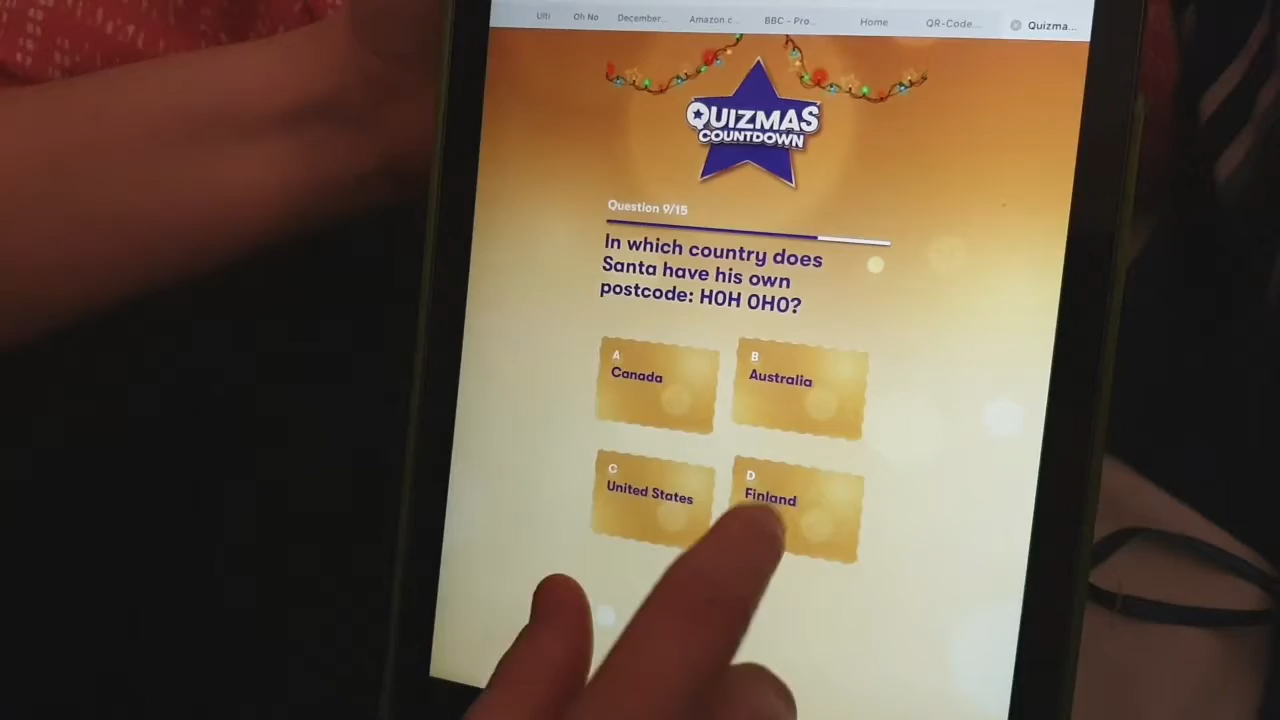 Ulti Oh No December... Amazon c... BBC - Pro... Home QR-Code... Quizma...
QUIZMAS
COUNTDOWN
Question 9/15
In which country does
Santa have his own
postcode: H0H 0H0?
A
Canada
B
Australia
C
United States
D
Finland